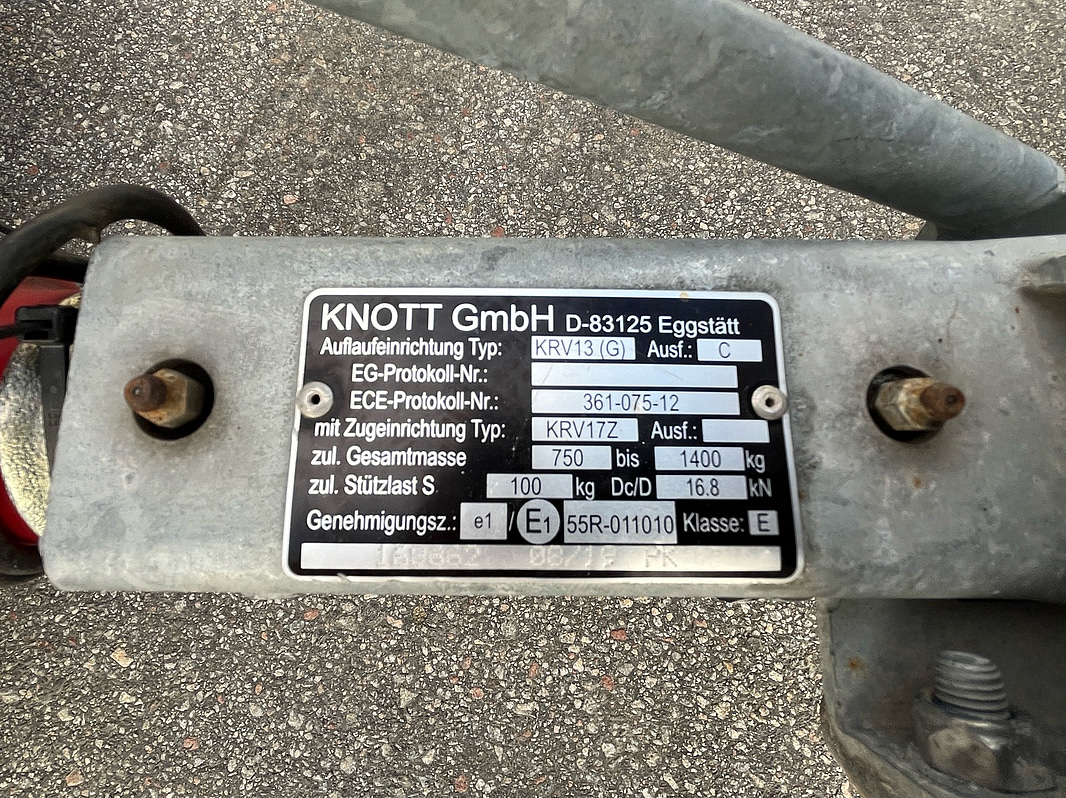 KNOTT GmbH D-83125 Eggstätt
Auflaufeinrichtung Typ: KRV13 (G) Ausf.: C
EG-Protokoll-Nr.:
ECE-Protokoll-Nr.: 361-075-12
mit Zugeinrichtung Typ: KRV17Z Ausf.:
zul. Gesamtmasse 750 bis 1400 kg
zul. Stützlast S 100 kg Dc/D 16.8 kN
Genehmigungsz.: e1 / E1 55R-011010 Klasse: E